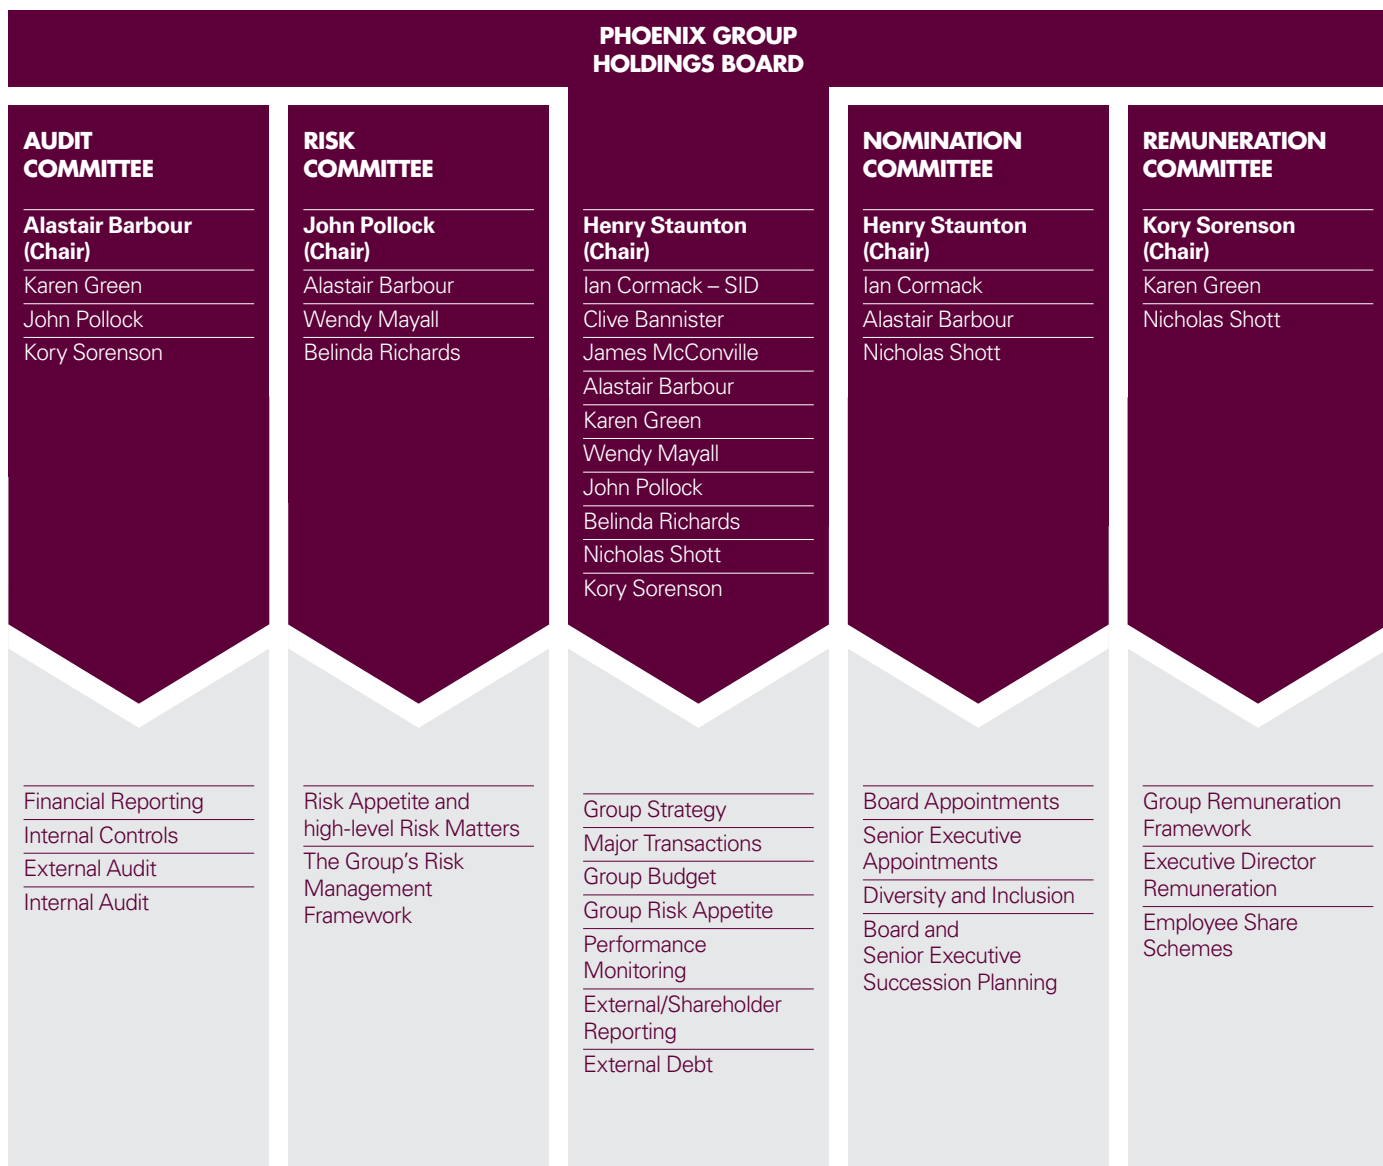 PHOENIX GROUP
HOLDINGS BOARD
AUDIT
COMMITTEE
Alastair Barbour
(Chair)
Karen Green
John Pollock
Kory Sorenson
Financial Reporting
Internal Controls
External Audit
Internal Audit
RISK
COMMITTEE
John Pollock
(Chair)
Alastair Barbour
Wendy Mayall
Belinda Richards
Risk Appetite and
high-level Risk Matters
The Group's Risk
Management
Framework
Henry Staunton
(Chair)
Ian Cormack – SID
Clive Bannister
James McConville
Alastair Barbour
Karen Green
Wendy Mayall
John Pollock
Belinda Richards
Nicholas Shott
Kory Sorenson
Group Strategy
Major Transactions
Group Budget
Group Risk Appetite
Performance
Monitoring
External/Shareholder
Reporting
External Debt
NOMINATION
COMMITTEE
Henry Staunton
(Chair)
Ian Cormack
Alastair Barbour
Nicholas Shott
Board Appointments
Senior Executive
Appointments
Diversity and Inclusion
Board and
Senior Executive
Succession Planning
REMUNERATION
COMMITTEE
Kory Sorenson
(Chair)
Karen Green
Nicholas Shott
Group Remuneration
Framework
Executive Director
Remuneration
Employee Share
Schemes